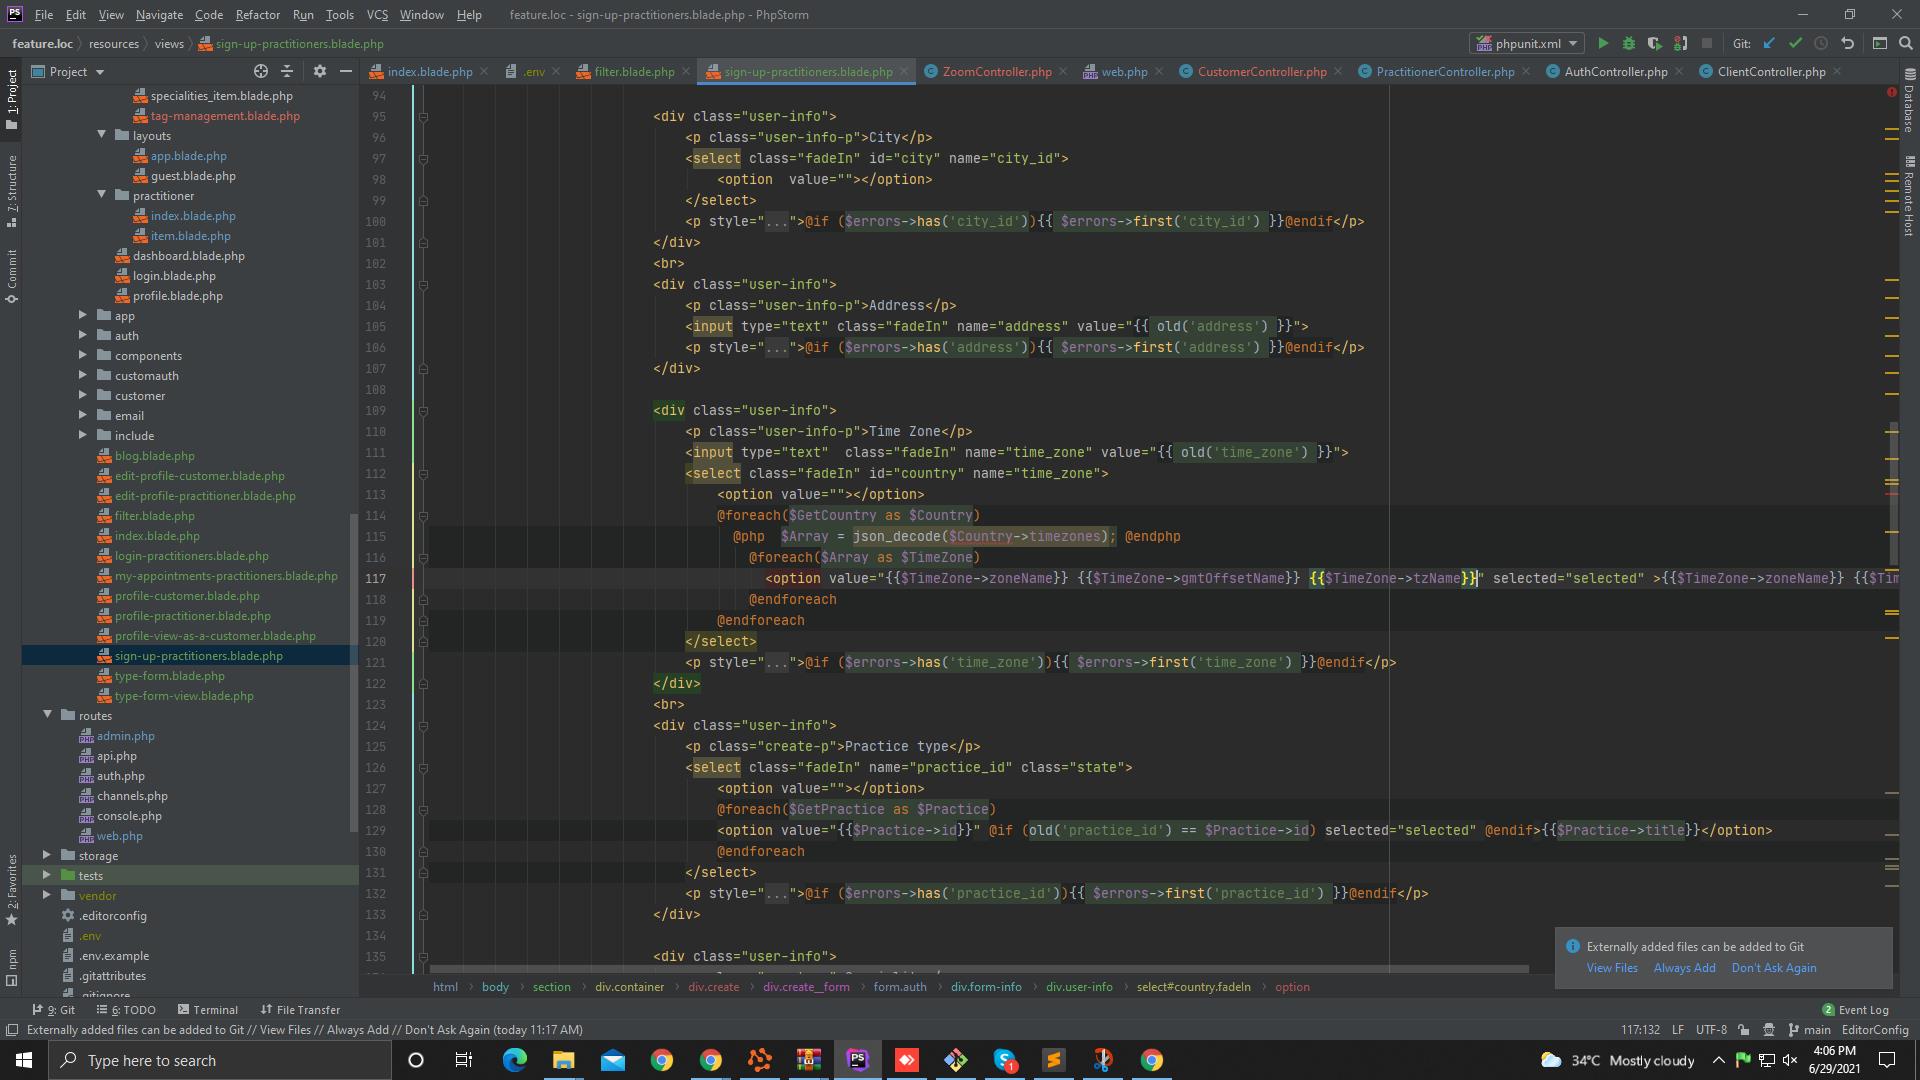 File Edit View Navigate Code Refactor Run Tools VCS Window Help feature.loc - sign-up-practitioners.blade.php - PhpStorm
feature.loc resources views sign-up-practitioners.blade.php phpunit.xml Git:
Project index.blade.php .env filter.blade.php sign-up-practitioners.blade.php ZoomController.php web.php CustomerController.php PractitionerController.php AuthController.php ClientController.php
1: Project
7: Structure
Commit
2: Favorites
npm
Database
Remote Host
specialities_item.blade.php
tag-management.blade.php
layouts
app.blade.php
guest.blade.php
practitioner
index.blade.php
item.blade.php
dashboard.blade.php
login.blade.php
profile.blade.php
app
auth
components
customauth
customer
email
include
blog.blade.php
edit-profile-customer.blade.php
edit-profile-practitioner.blade.php
filter.blade.php
index.blade.php
login-practitioners.blade.php
my-appointments-practitioner.blade.php
profile-customer.blade.php
profile-practitioner.blade.php
profile-view-as-a-customer.blade.php
sign-up-practitioners.blade.php
type-form.blade.php
type-form-view.blade.php
routes
admin.php
api.php
auth.php
channels.php
console.php
web.php
storage
tests
vendor
.editorconfig
.env
.env.example
.gitattributes
.gitignore
94
95 <div class="user-info">
96 <p class="user-info-p">City</p>
97 <select class="fadeIn" id="city" name="city_id">
98 <option  value=""></option>
99 </select>
100 <p style="...">@if ($errors->has('city_id')){{ $errors->first('city_id') }}@endif</p>
101 </div>
102 <br>
103 <div class="user-info">
104 <p class="user-info-p">Address</p>
105 <input type="text" class="fadeIn" name="address" value="{{ old('address') }}">
106 <p style="...">@if ($errors->has('address')){{ $errors->first('address') }}@endif</p>
107 </div>
108
109 <div class="user-info">
110 <p class="user-info-p">Time Zone</p>
111 <input type="text"  class="fadeIn" name="time_zone" value="{{ old('time_zone') }}">
112 <select class="fadeIn" id="country" name="time_zone">
113 <option value=""></option>
114 @foreach($GetCountry as $Country)
115 @php  $Array = json_decode($Country->timezones); @endphp
116 @foreach($Array as $TimeZone)
117 <option value="{{$TimeZone->zoneName}} {{$TimeZone->gmtOffsetName}} {{$TimeZone->tzName}}" selected="selected" >{{$TimeZone->zoneName}} {{$Tim
118 @endforeach
119 @endforeach
120 </select>
121 <p style="...">@if ($errors->has('time_zone')){{ $errors->first('time_zone') }}@endif</p>
122 </div>
123 <br>
124 <div class="user-info">
125 <p class="create-p">Practice type</p>
126 <select class="fadeIn" name="practice_id" class="state">
127 <option value=""></option>
128 @foreach($GetPractice as $Practice)
129 <option value="{{$Practice->id}}" @if (old('practice_id') == $Practice->id) selected="selected" @endif>{{$Practice->title}}</option>
130 @endforeach
131 </select>
132 <p style="...">@if ($errors->has('practice_id')){{ $errors->first('practice_id') }}@endif</p>
133 </div>
134
135 <div class="user-info">
Externally added files can be added to Git
View Files Always Add Don't Ask Again
html body section div.container div.create div.create__form form.auth div.form-info div.user-info select#country.fadeIn option
9: Git 6: TODO Terminal File Transfer 2 Event Log
Externally added files can be added to Git // View Files // Always Add // Don't Ask Again (today 11:17 AM) 117:132 LF UTF-8 main EditorConfig
Type here to search 34°C Mostly cloudy 4:06 PM
6/29/2021